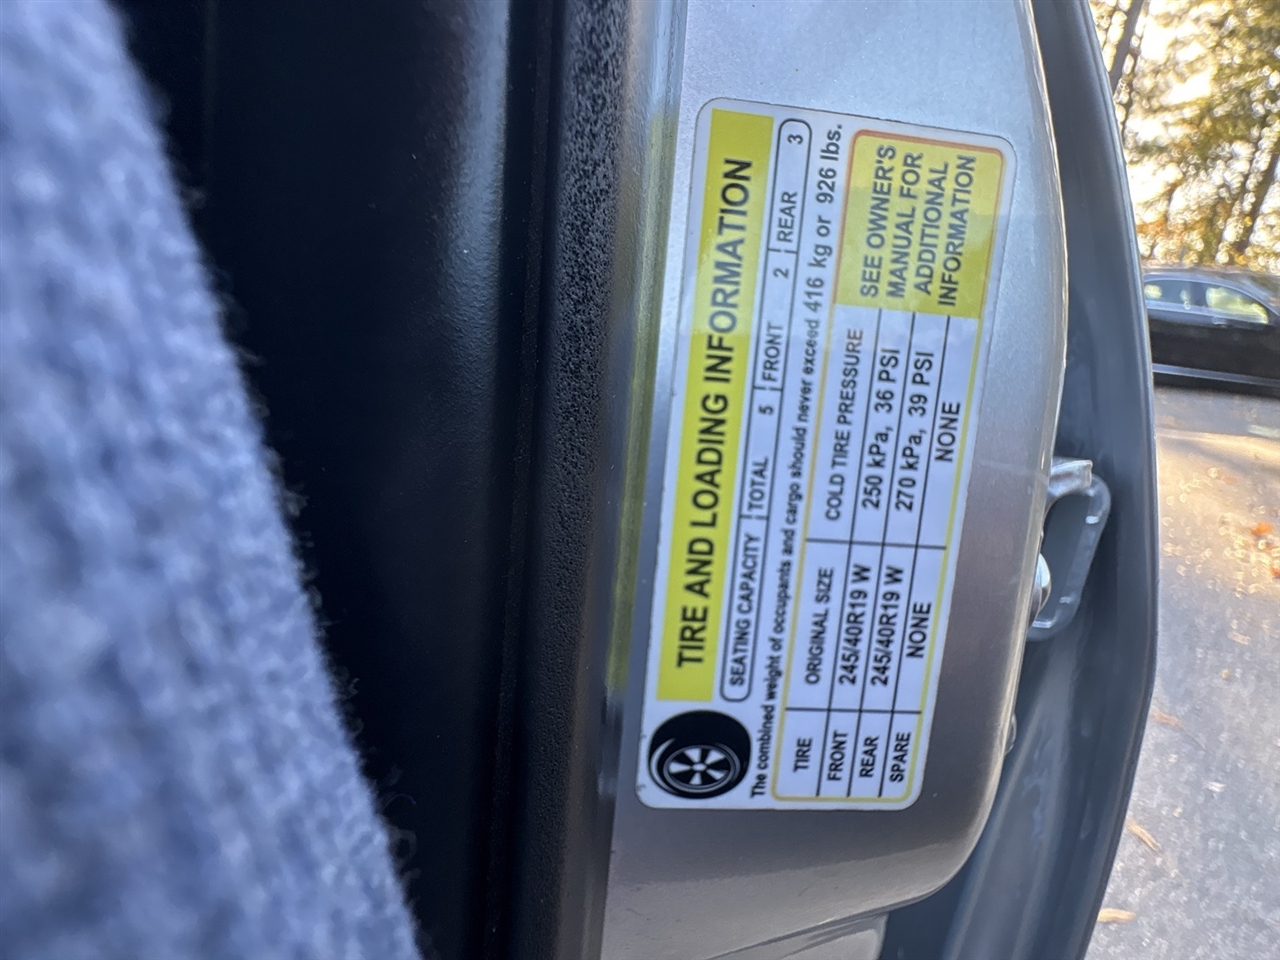 TIRE AND LOADING INFORMATION
SEATING CAPACITY TOTAL 5 FRONT 2 REAR 3
The combined weight of occupants and cargo should never exceed 416 kg or 926 lbs.
TIRE ORIGINAL SIZE COLD TIRE PRESSURE
FRONT 245/40R19 W 250 kPa, 36 PSI
REAR 245/40R19 W 270 kPa, 39 PSI
SPARE NONE NONE
SEE OWNER'S
MANUAL FOR
ADDITIONAL
INFORMATION